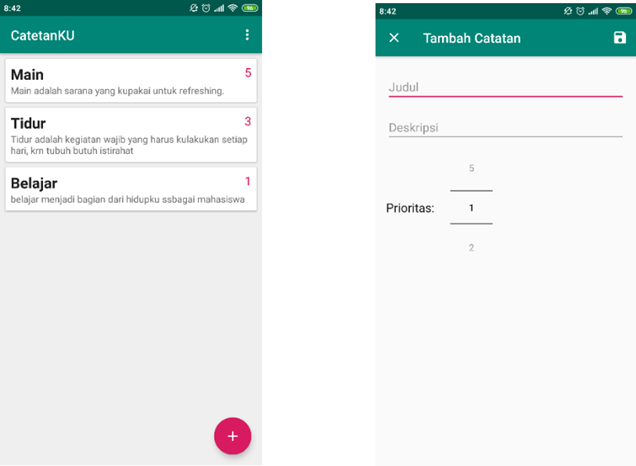 8:42
96
CatetanKU
Main
5
Main adalah sarana yang kupakai untuk refreshing.
Tidur
3
Tidur adalah kegiatan wajib yang harus kulakukan setiap
hari, krn tubuh butuh istirahat
Belajar
1
belajar menjadi bagian dari hidupku ssbagai mahasiswa
8:42
96
Tambah Catatan
Judul
Deskripsi
5
Prioritas:
1
2